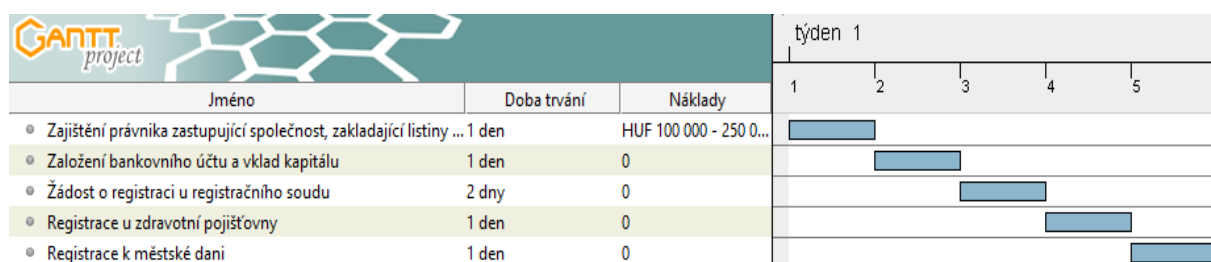 GANTT
project
týden 1
1 2 3 4 5
Jméno Doba trvání Náklady
Zajištění právnika zastupující společnost, zakladající listiny ... 1 den HUF 100 000 - 250 0...
Založení bankovního účtu a vklad kapitálu 1 den 0
Žádost o registraci u registračního soudu 2 dny 0
Registrace u zdravotní pojišťovny 1 den 0
Registrace k městské dani 1 den 0